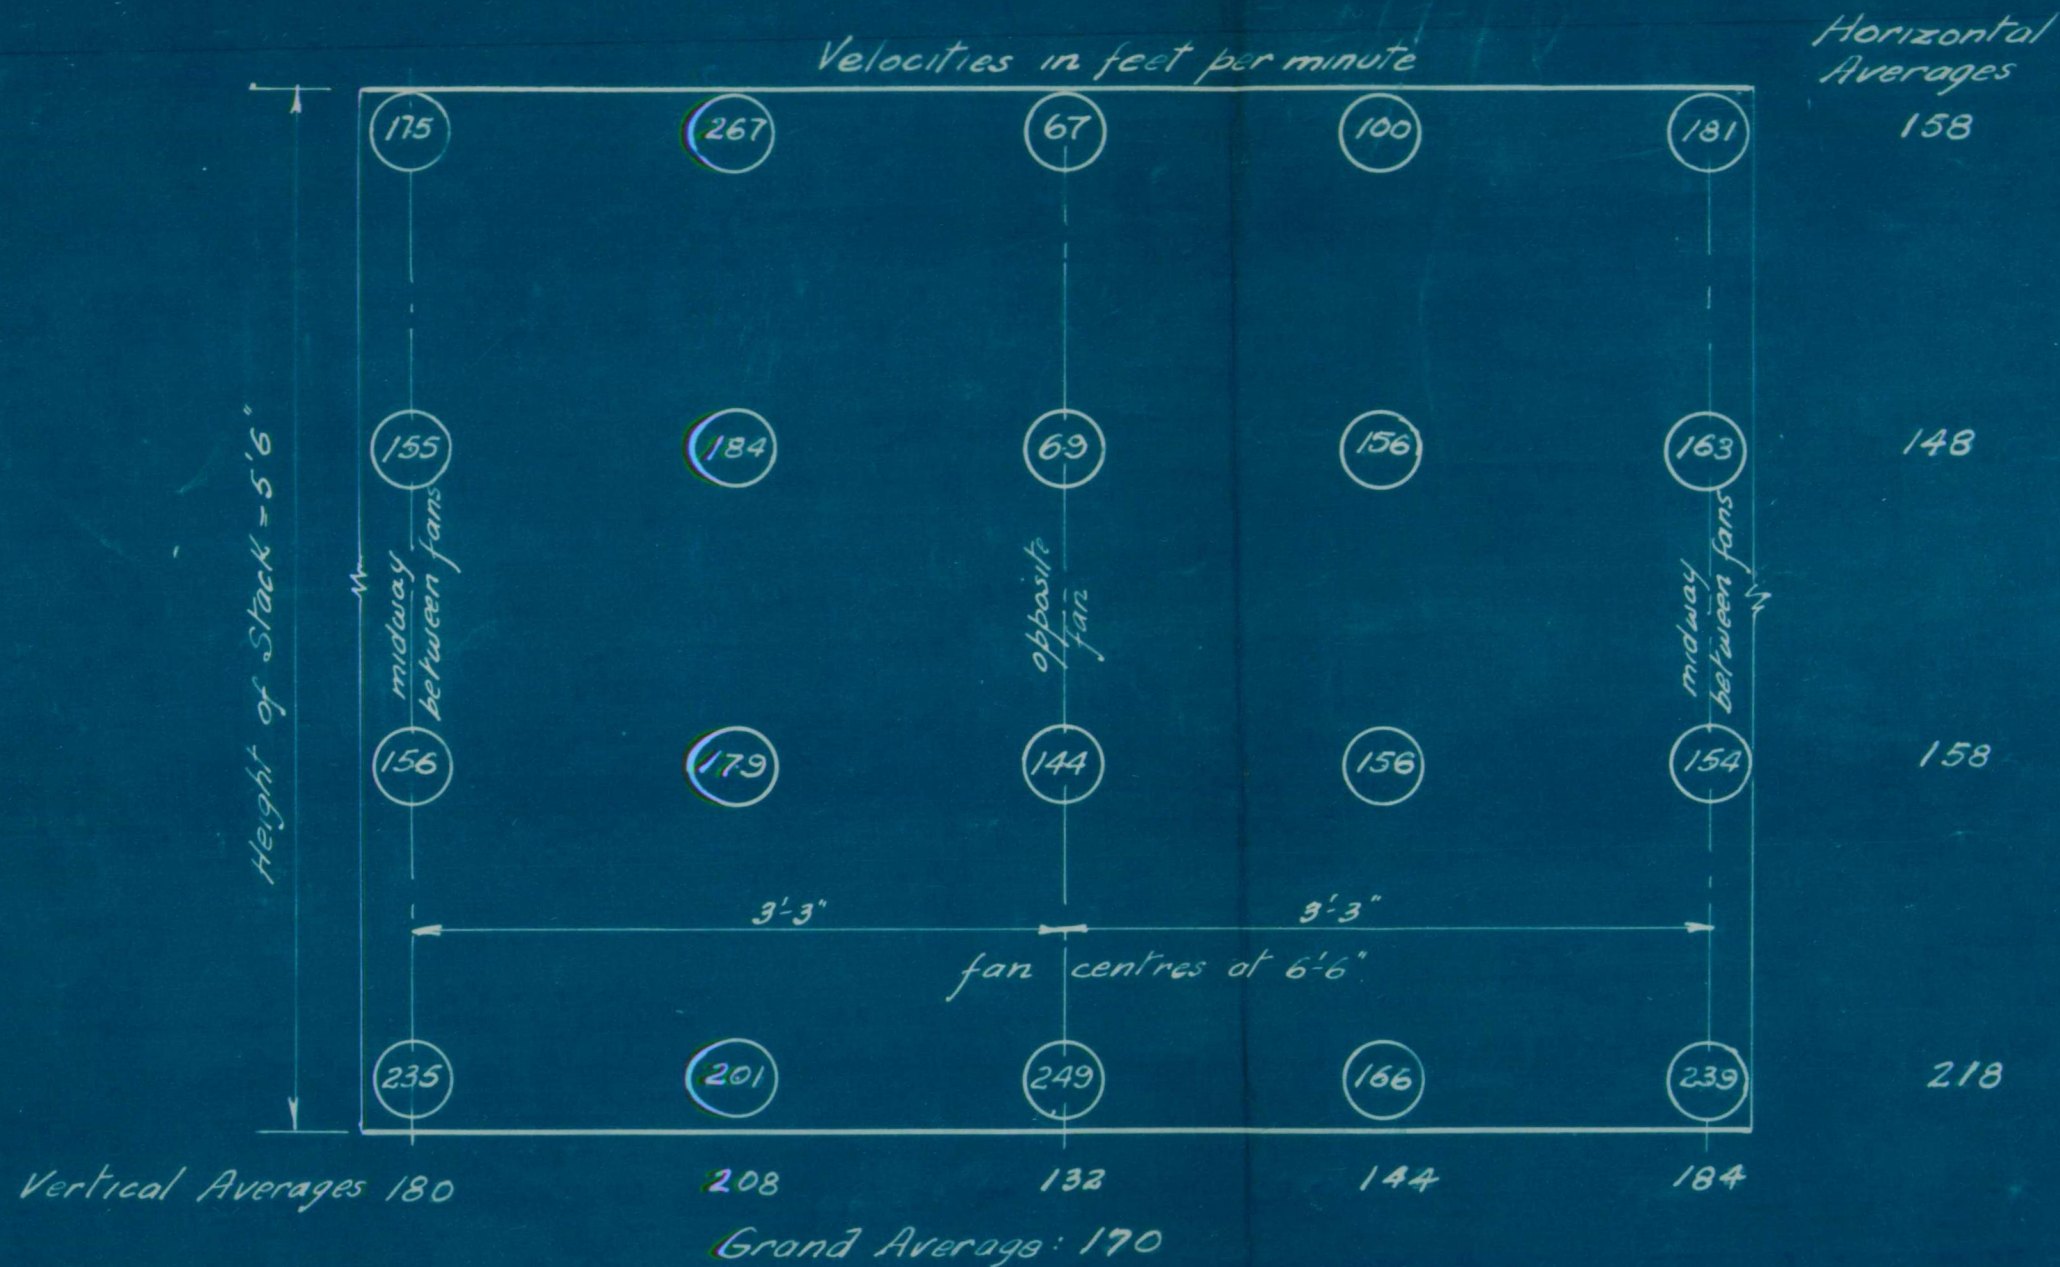 Velocities in feet per minute
Horizontal
Averages
175 267 67 100 181 158
155 184 69 156 163 148
Height of Stack = 5'6"
midway
between fans
opposite
fan
midway
between fans
156 179 144 156 154 158
3'-3" 3'-3"
fan centres at 6'-6"
235 201 249 166 239 218
Vertical Averages 180 208 132 144 184
Grand Average: 170